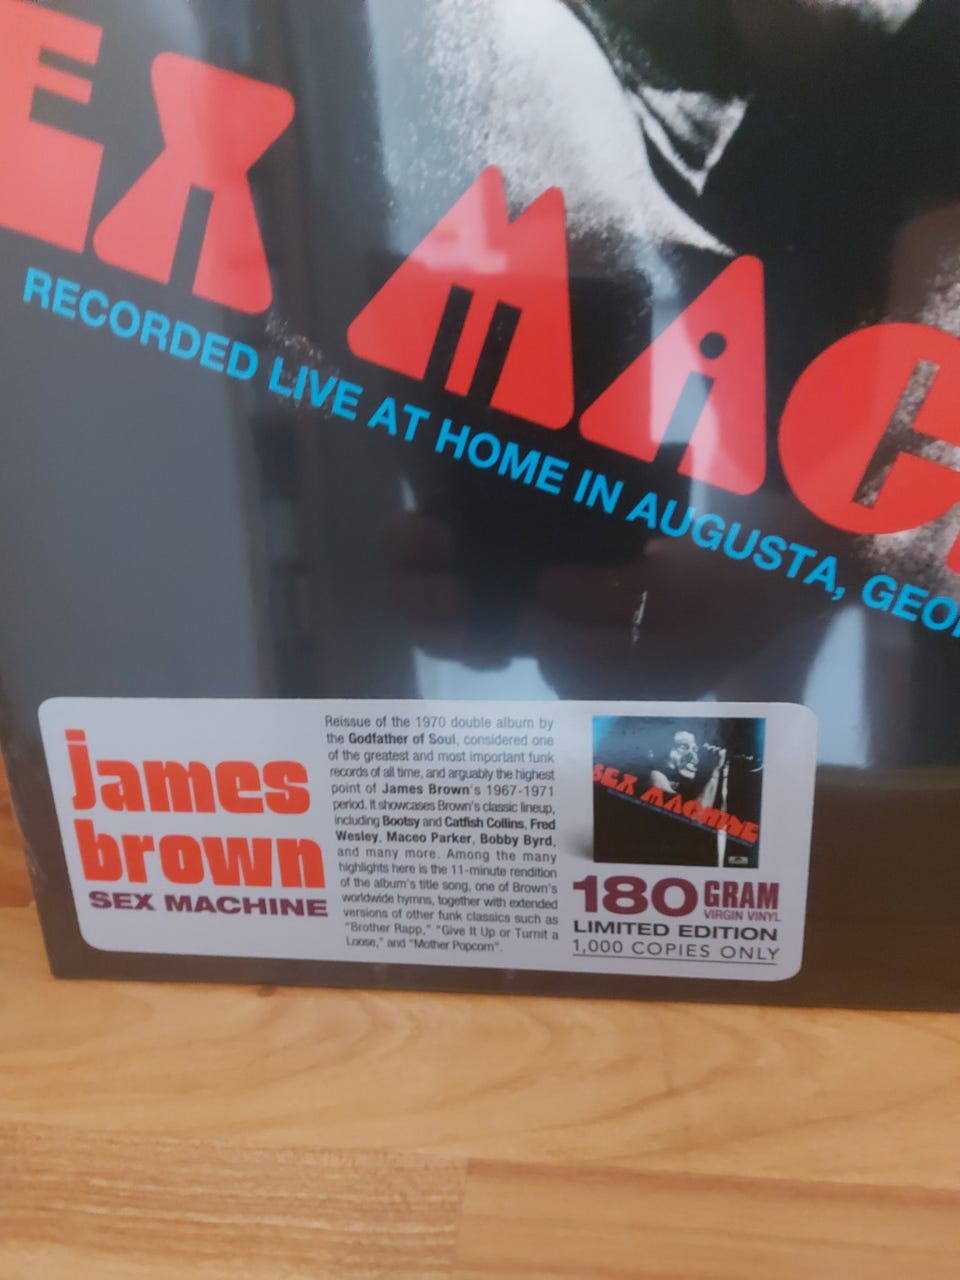 EX MAC
RECORDED LIVE AT HOME IN AUGUSTA, GEO
james
brown
SEX MACHINE
Reissue of the 1970 double album by
the Godfather of Soul, considered one
of the greatest and most important funk
records of all time, and arguably the highest
point of James Brown's 1967-1971
period. It showcases Brown's classic lineup,
including Bootsy and Catfish Collins, Fred
Wesley, Maceo Parker, Bobby Byrd,
and many more. Among the many
highlights here is the 11-minute rendition
of the album's title song, one of Brown's
worldwide hymns, together with extended
versions of other funk classics such as
"Brother Rapp," "Give It Up or Turnit a
Loose," and "Mother Popcorn".
SEX MACHINE
180 GRAM
VIRGIN VINYL
LIMITED EDITION
1,000 COPIES ONLY